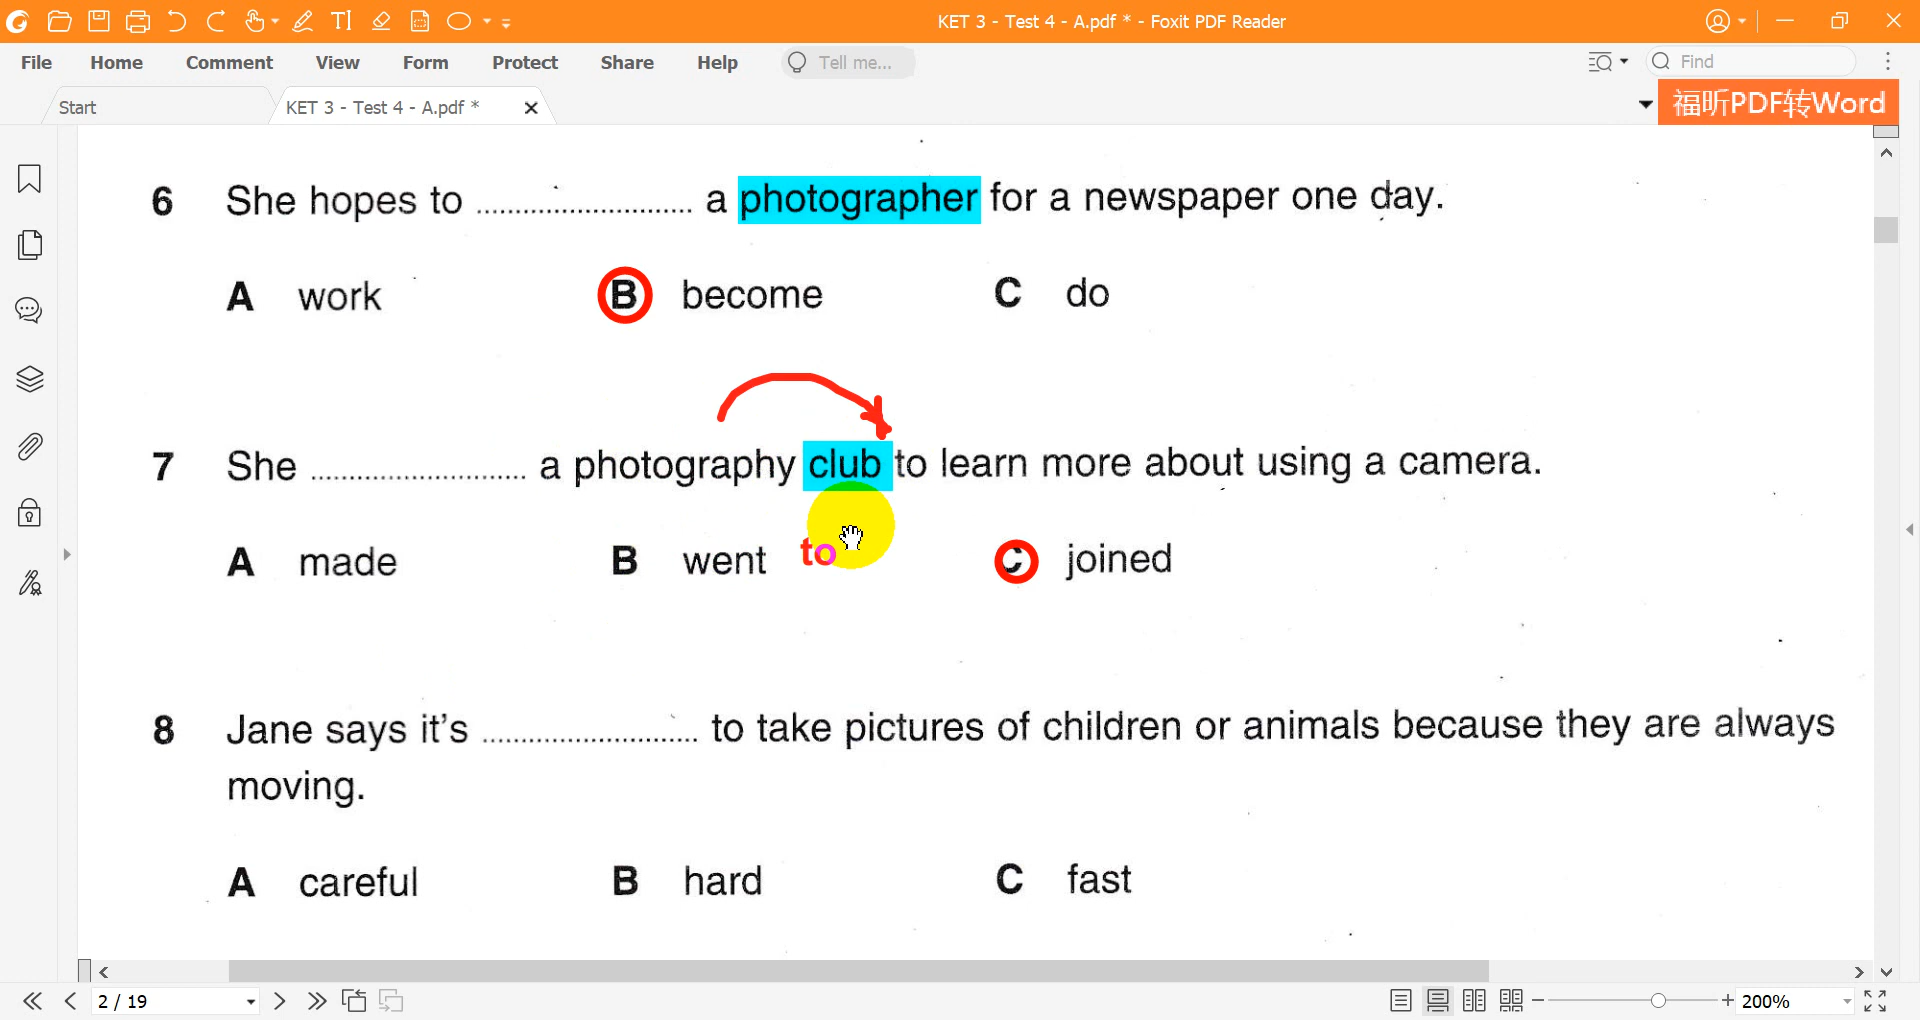 KET 3 - Test 4 - A.pdf * - Foxit PDF Reader
File Home Comment View Form Protect Share Help Tell me... Find
Start KET 3 - Test 4 - A.pdf * 福昕PDF转Word
6 She hopes to ............................ a photographer for a newspaper one day.
A work B become C do
7 She ............................ a photography club to learn more about using a camera.
A made B went to C joined
8 Jane says it's ............................ to take pictures of children or animals because they are always
moving.
A careful B hard C fast
2 / 19 200%